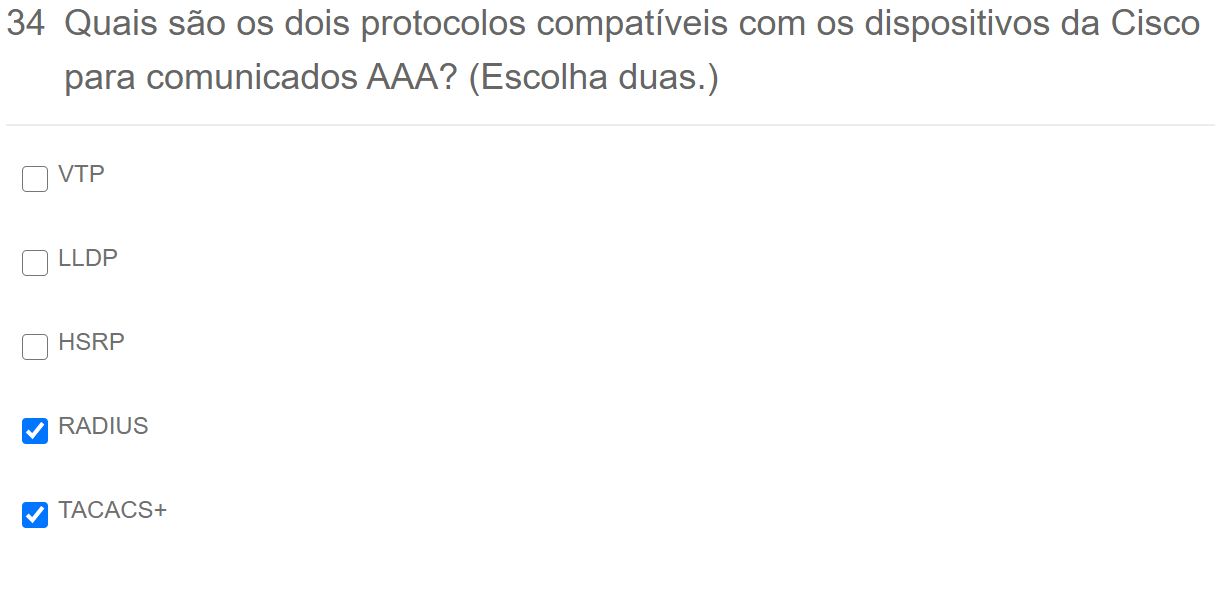 34 Quais são os dois protocolos compatíveis com os dispositivos da Cisco
para comunicados AAA? (Escolha duas.)
VTP
LLDP
HSRP
RADIUS
TACACS+